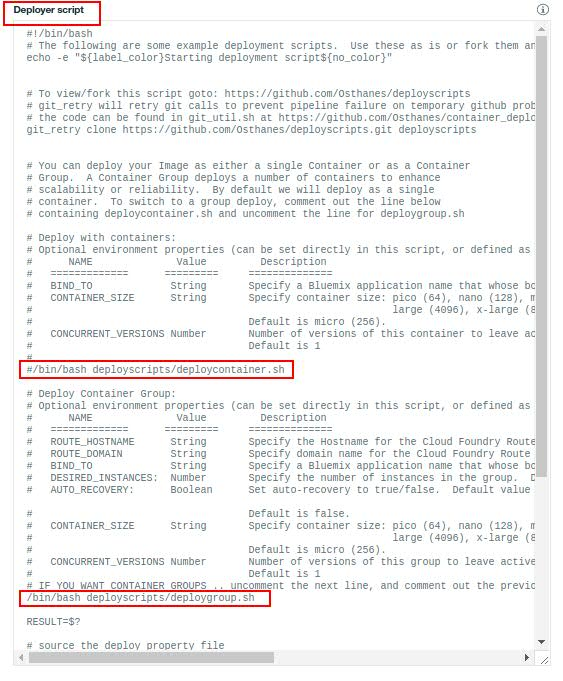 Deployer script
#!/bin/bash
# The following are some example deployment scripts.  Use these as is or fork them an
echo -e "${label_color}Starting deployment script${no_color}"
# To view/fork this script goto: https://github.com/Osthanes/deployscripts
# git_retry will retry git calls to prevent pipeline failure on temporary github prob
# the code can be found in git_util.sh at https://github.com/Osthanes/container_deplo
git_retry clone https://github.com/Osthanes/deployscripts.git deployscripts
# You can deploy your Image as either a single Container or as a Container
# Group.  A Container Group deploys a number of containers to enhance
# scalability or reliability.  By default we will deploy as a single
# container.  To switch to a group deploy, comment out the line below
# containing deploycontainer.sh and uncomment the line for deploygroup.sh
# Deploy with containers:
# Optional environment properties (can be set directly in this script, or defined as
#      NAME              Value         Description
#   =============      =========     ==============
#   BIND_TO             String       Specify a Bluemix application name that whose bo
#   CONTAINER_SIZE      String       Specify container size: pico (64), nano (128), m
#                                                            large (4096), x-large (8
#                                    Default is micro (256).
#   CONCURRENT_VERSIONS Number       Number of versions of this container to leave ac
#                                    Default is 1
#
#/bin/bash deployscripts/deploycontainer.sh
# Deploy Container Group:
# Optional environment properties (can be set directly in this script, or defined as
#      NAME              Value         Description
#   =============      =========     ==============
#   ROUTE_HOSTNAME      String       Specify the Hostname for the Cloud Foundry Route
#   ROUTE_DOMAIN        String       Specify domain name for the Cloud Foundry Route
#   BIND_TO             String       Specify a Bluemix application name that whose bo
#   DESIRED_INSTANCES:  Number       Specify the number of instances in the group.  D
#   AUTO_RECOVERY:      Boolean      Set auto-recovery to true/false.  Default value
#                                    Default is false.
#   CONTAINER_SIZE      String       Specify container size: pico (64), nano (128), m
#                                                            large (4096), x-large (8
#                                    Default is micro (256).
#   CONCURRENT_VERSIONS Number       Number of versions of this group to leave active
#                                    Default is 1
# IF YOU WANT CONTAINER GROUPS .. uncomment the next line, and comment out the previo
/bin/bash deployscripts/deploygroup.sh
RESULT=$?
# source the deploy property file